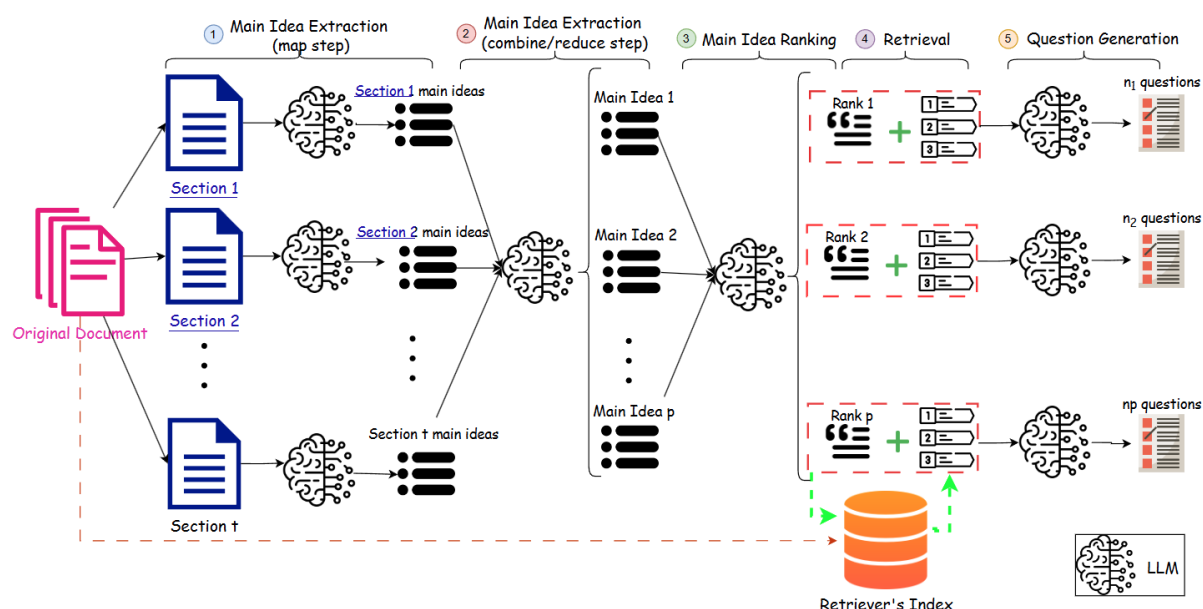 1 Main Idea Extraction
(map step)
2 Main Idea Extraction
(combine/reduce step)
3 Main Idea Ranking
4 Retrieval
5 Question Generation
Section 1 main ideas
Main Idea 1
Rank 1
1
2
3
n1 questions
Section 1
Section 2 main ideas
Main Idea 2
Rank 2
1
2
3
n2 questions
Original Document
Section 2
Section t main ideas
Main Idea p
Rank p
1
2
3
np questions
Section t
LLM
Retriever's Index